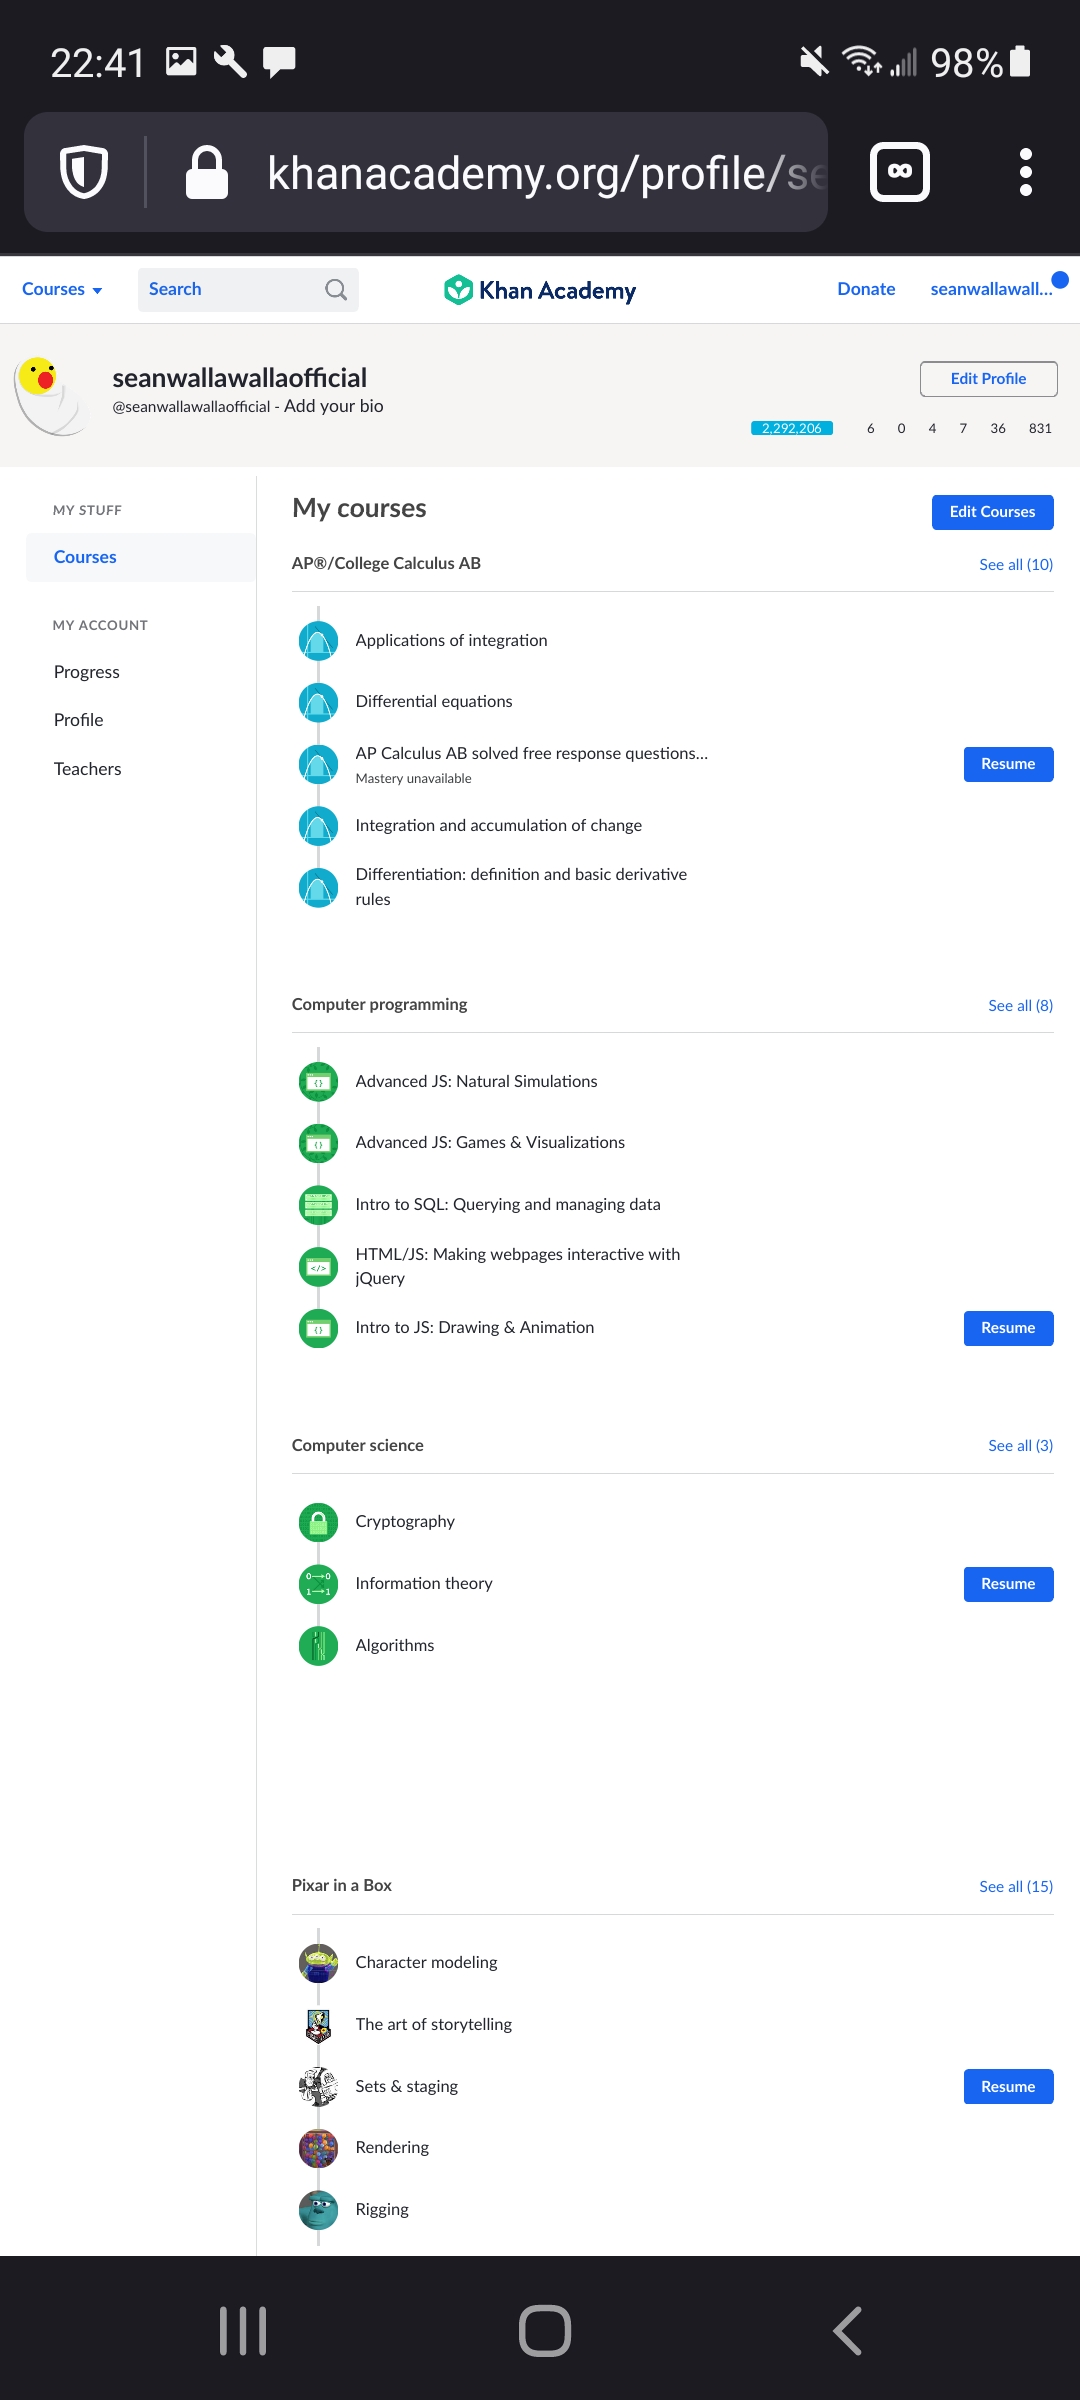 22:41 98%
khanacademy.org/profile/se
Courses Search Khan Academy Donate seanwallawall...
seanwallawallaofficial
@seanwallawallaofficial - Add your bio
Edit Profile
2,292,206 6 0 4 7 36 831
MY STUFF
Courses
MY ACCOUNT
Progress
Profile
Teachers
My courses
Edit Courses
AP®/College Calculus AB See all (10)
Applications of integration
Differential equations
AP Calculus AB solved free response questions...
Mastery unavailable
Resume
Integration and accumulation of change
Differentiation: definition and basic derivative
rules
Computer programming See all (8)
Advanced JS: Natural Simulations
Advanced JS: Games & Visualizations
Intro to SQL: Querying and managing data
HTML/JS: Making webpages interactive with
jQuery
Intro to JS: Drawing & Animation Resume
Computer science See all (3)
Cryptography
Information theory Resume
Algorithms
Pixar in a Box See all (15)
Character modeling
The art of storytelling
Sets & staging Resume
Rendering
Rigging